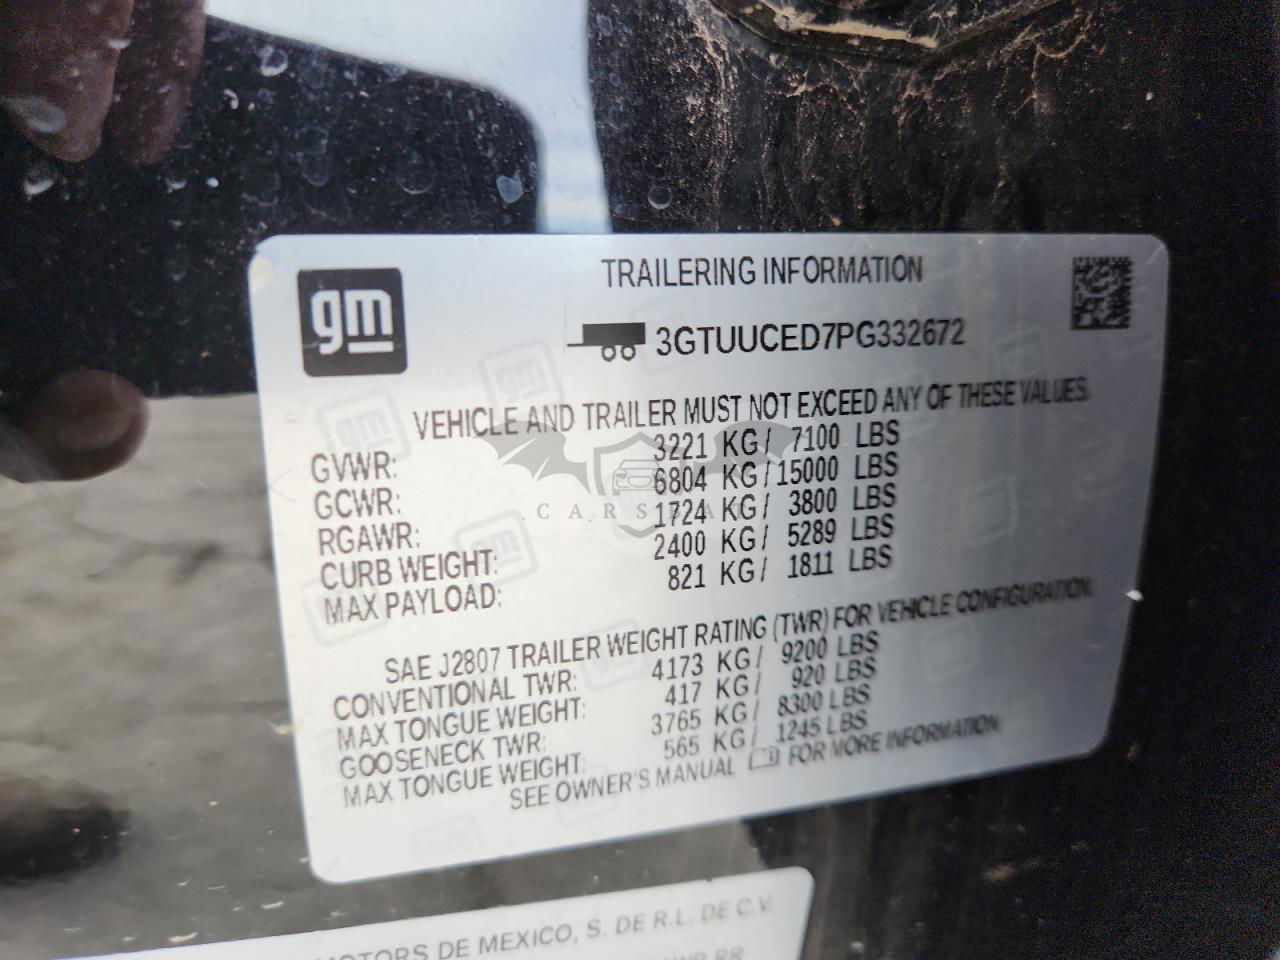 gm
TRAILERING INFORMATION
3GTUUCED7PG332672
VEHICLE AND TRAILER MUST NOT EXCEED ANY OF THESE VALUES.
GVWR: 3221 KG/ 7100 LBS
GCWR: 6804 KG/ 15000 LBS
RGAWR: 1724 KG/ 3800 LBS
CURB WEIGHT: 2400 KG/ 5289 LBS
MAX PAYLOAD: 821 KG/ 1811 LBS
SAE J2807 TRAILER WEIGHT RATING (TWR) FOR VEHICLE CONFIGURATION.
CONVENTIONAL TWR: 4173 KG/ 9200 LBS
MAX TONGUE WEIGHT: 417 KG/ 920 LBS
GOOSENECK TWR: 3765 KG/ 8300 LBS
MAX TONGUE WEIGHT: 565 KG/ 1245 LBS
SEE OWNER'S MANUAL FOR MORE INFORMATION.
DE MEXICO, S. DE R.L. DE C.V.
RR